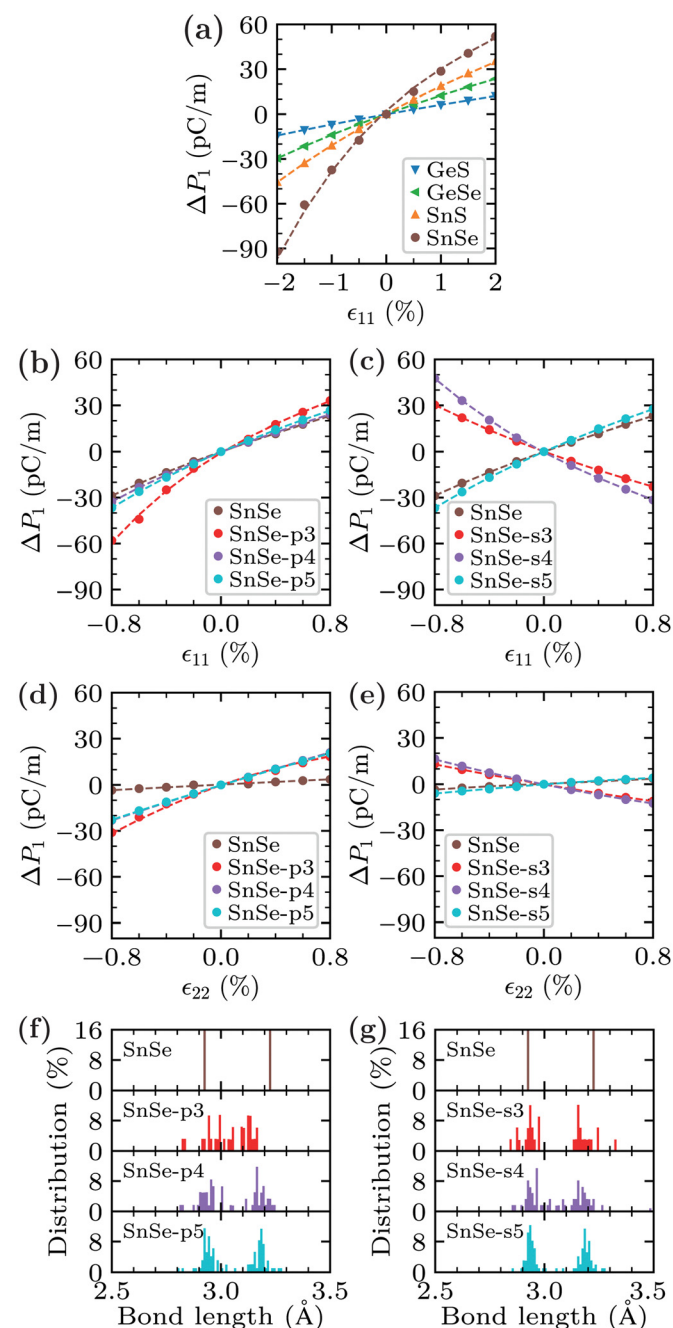 (a)
60
30
0
−30
−60
−90
ΔP₁ (pC/m)
GeS
GeSe
SnS
SnSe
−2 −1 0 1 2
ϵ₁₁ (%)
(b)
60
30
0
−30
−60
−90
ΔP₁ (pC/m)
SnSe
SnSe-p3
SnSe-p4
SnSe-p5
−0.8 0.0 0.8
ϵ₁₁ (%)
(c)
60
30
0
−30
−60
−90
ΔP₁ (pC/m)
SnSe
SnSe-s3
SnSe-s4
SnSe-s5
−0.8 0.0 0.8
ϵ₁₁ (%)
(d)
60
30
0
−30
−60
−90
ΔP₁ (pC/m)
SnSe
SnSe-p3
SnSe-p4
SnSe-p5
−0.8 0.0 0.8
ϵ₂₂ (%)
(e)
60
30
0
−30
−60
−90
ΔP₁ (pC/m)
SnSe
SnSe-s3
SnSe-s4
SnSe-s5
−0.8 0.0 0.8
ϵ₂₂ (%)
(f)
Distribution (%)
16
8
0
SnSe
8
0
SnSe-p3
8
0
SnSe-p4
8
0
SnSe-p5
2.5 3.0 3.5
Bond length (Å)
(g)
Distribution (%)
16
8
0
SnSe
8
0
SnSe-s3
8
0
SnSe-s4
8
0
SnSe-s5
2.5 3.0 3.5
Bond length (Å)